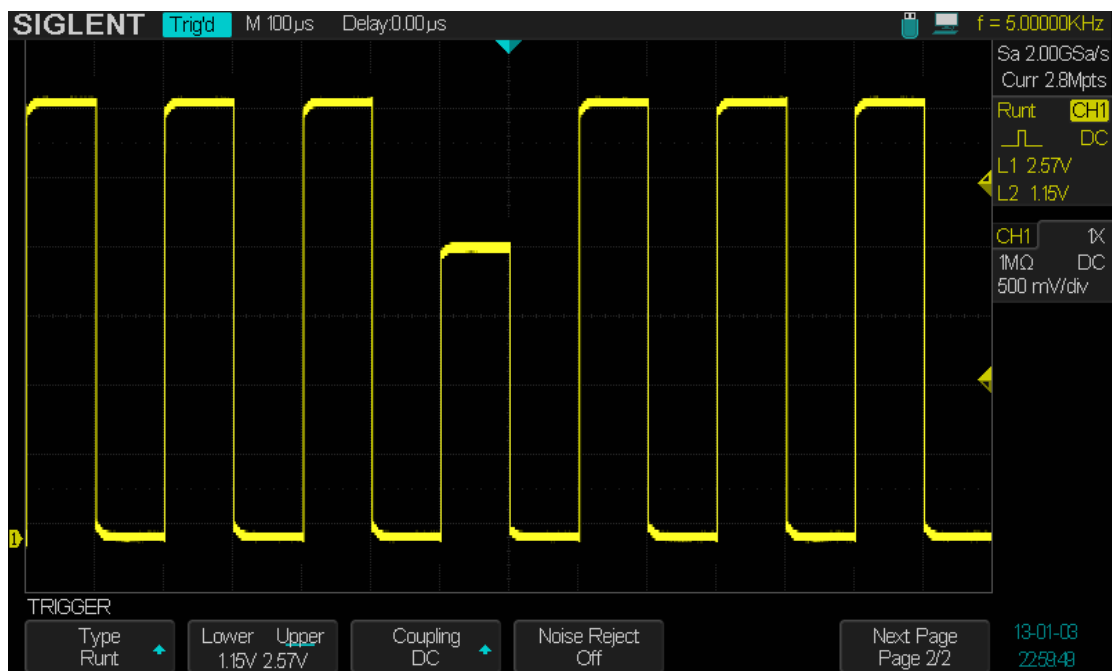 SIGLENT Trig'd M 100µs Delay:0.00µs f = 5.00000KHz
Sa 2.00GSa/s
Curr 2.8Mpts
Runt CH1
DC
L1 2.57V
L2 1.15V
CH1 1X
1MΩ DC
500 mV/div
1
TRIGGER
Type Lower Upper Coupling Noise Reject Next Page 13-01-03
Runt 1.15V 2.57V DC Off Page 2/2 22:59:49